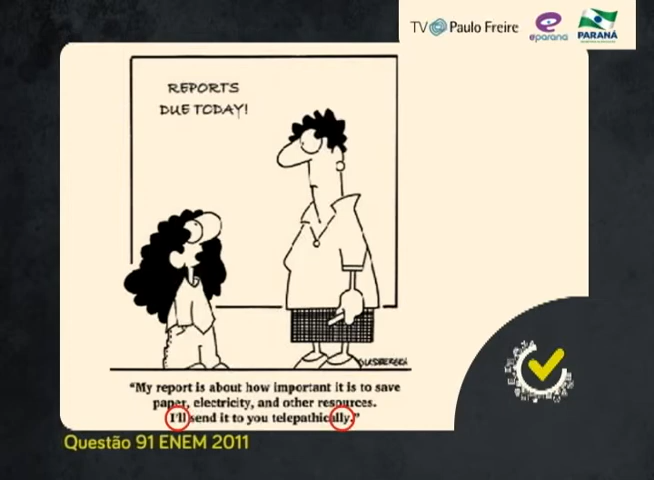 TV Paulo Freire
eparaná
PARANÁ
REPORTS
DUE TODAY!
"My report is about how important it is to save
paper, electricity, and other resources.
I'll send it to you telepathically."
Questão 91 ENEM 2011